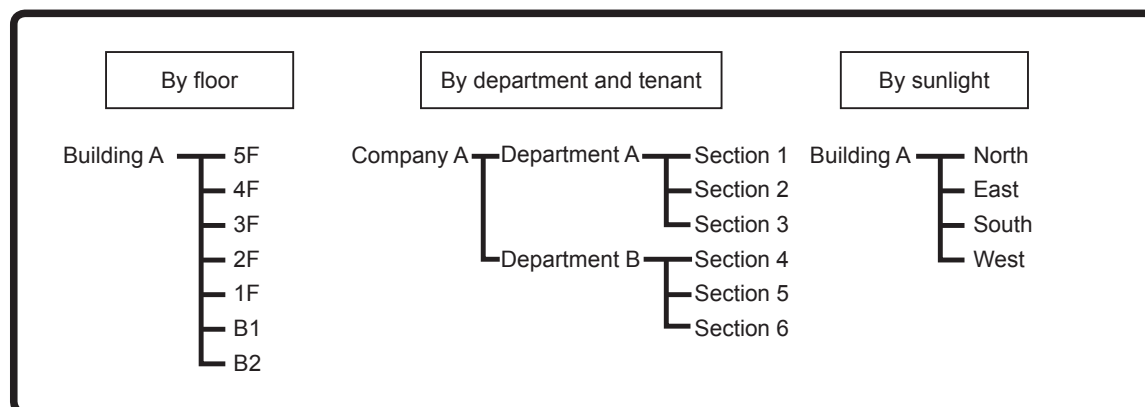 By floor
Building A
5F
4F
3F
2F
1F
B1
B2
By department and tenant
Company A
Department A
Section 1
Section 2
Section 3
Department B
Section 4
Section 5
Section 6
By sunlight
Building A
North
East
South
West